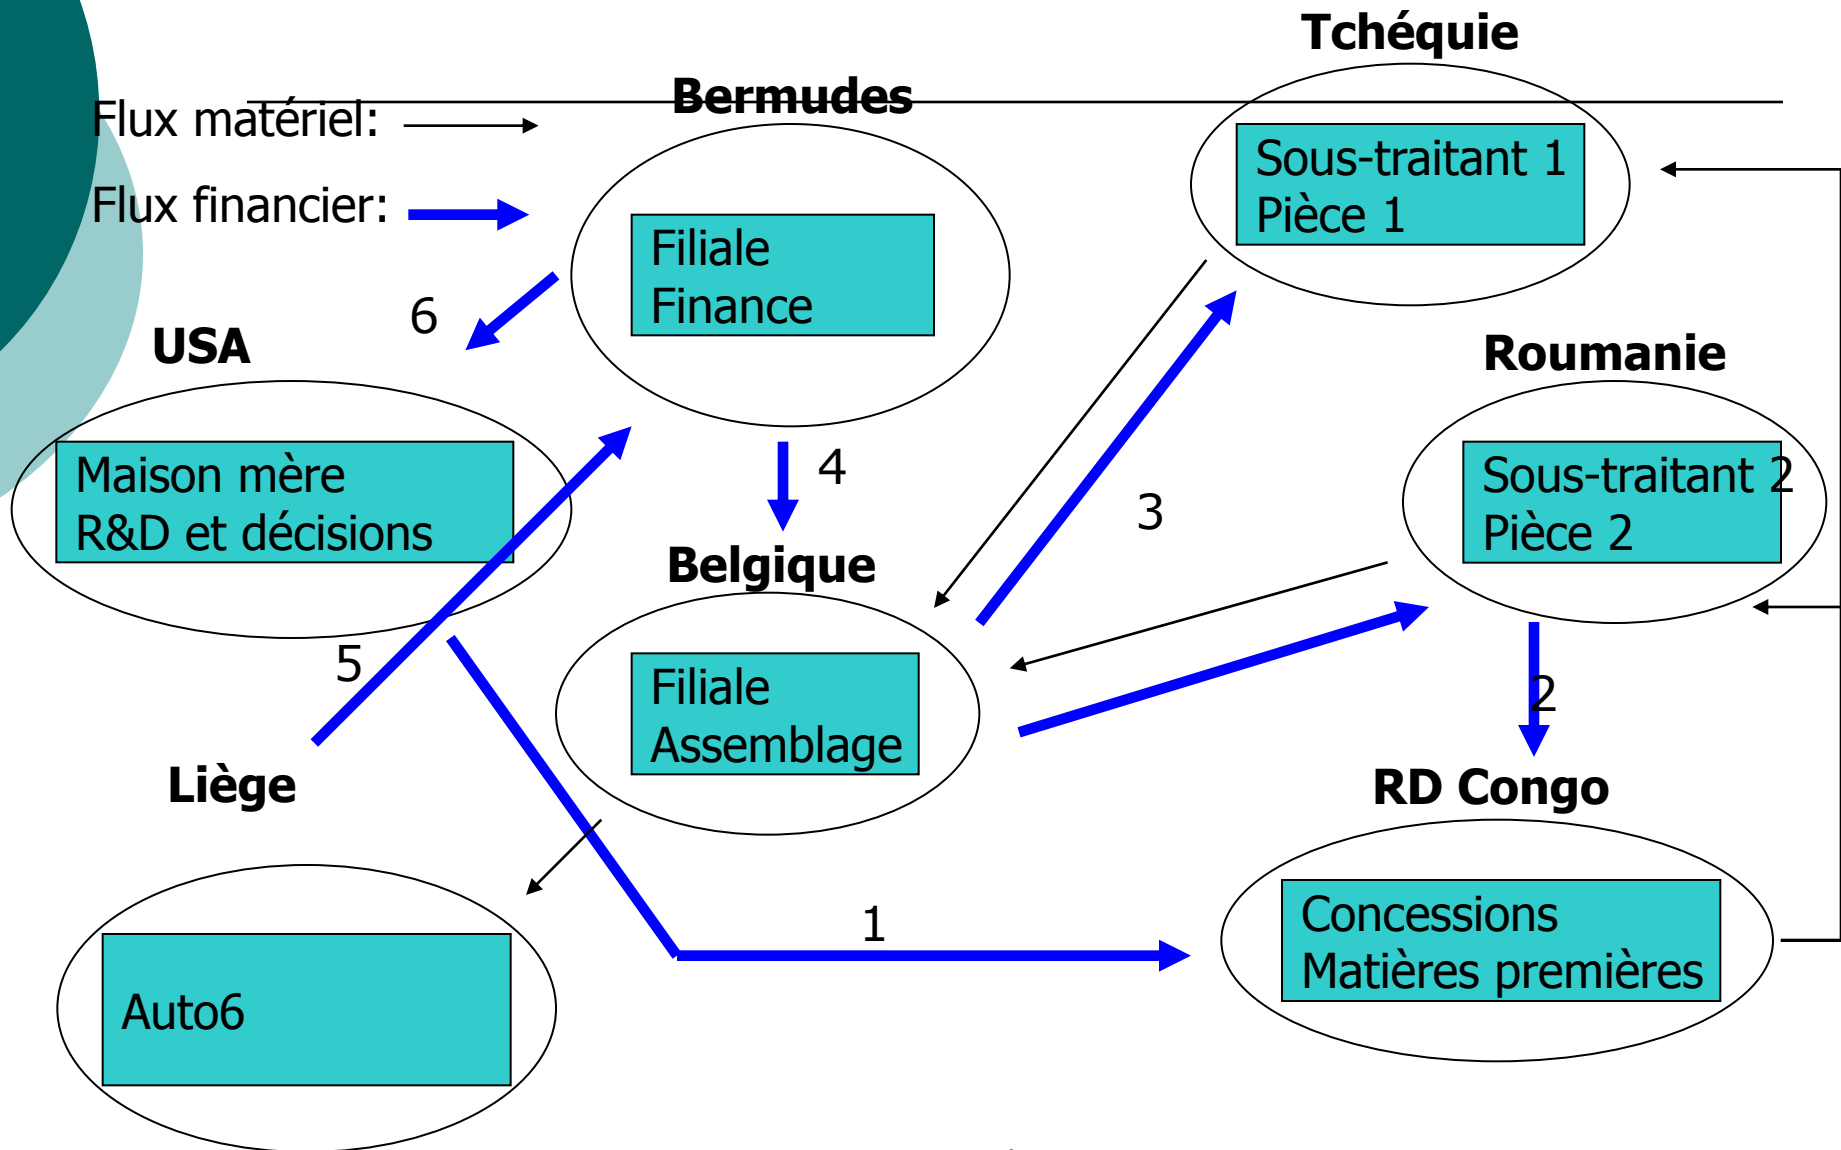 Tchéquie
Bermudes
Flux matériel:
Sous-traitant 1
Pièce 1
Flux financier:
Filiale
Finance
6
USA
Roumanie
Maison mère
R&D et décisions
4
3
Sous-traitant 2
Pièce 2
Belgique
5
Filiale
Assemblage
2
Liège
RD Congo
1
Concessions
Matières premières
Auto6